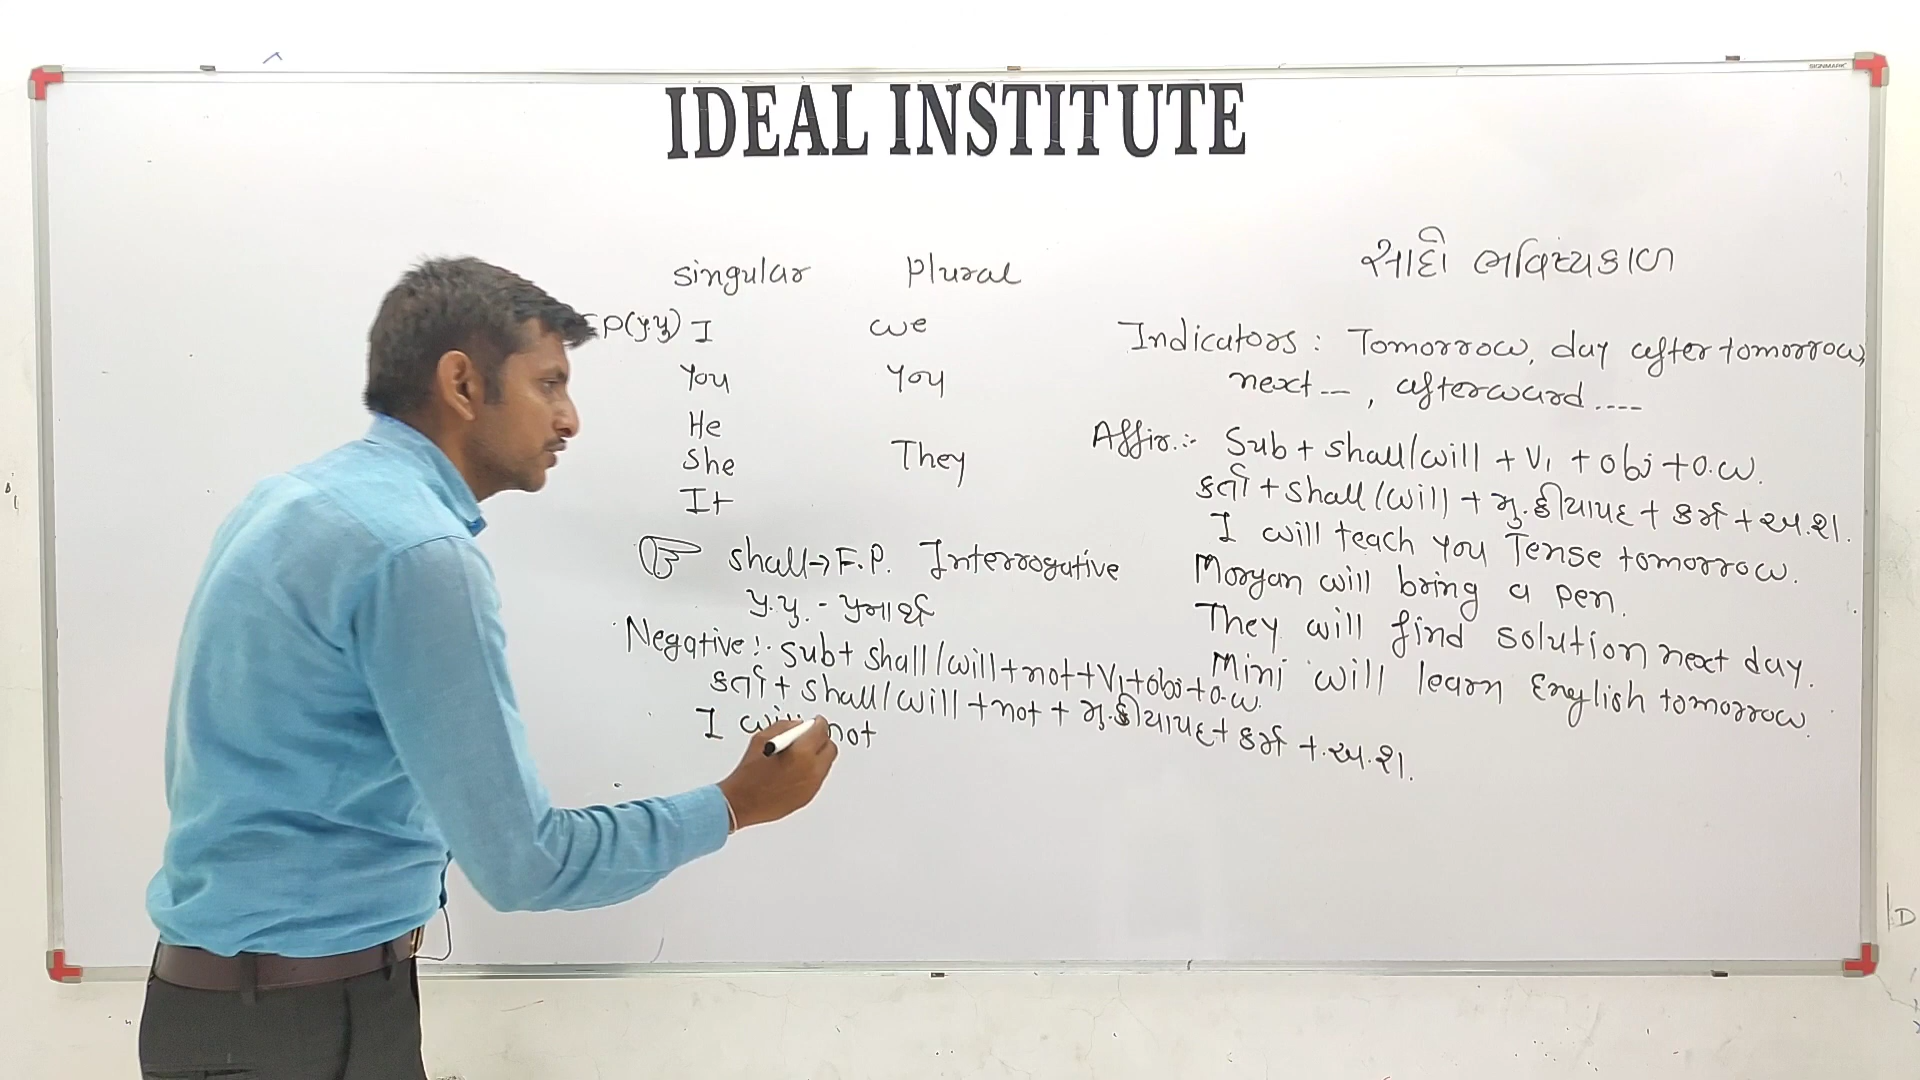 IDEAL INSTITUTE
singular Plural
F.P(પુ.પુ) I we
You You
He
She They
It
shall→F.P. Interrogative
પુ.પુ. - પ્રશ્નાર્થ
Negative :- Sub + shall/will+not+V1+obj+o.w.
કર્તા + shall/will +not + મુ.ક્રીયાપદ+ કર્મ +.અ.શ.
I will not
સાદો ભવિષ્યકાળ
Indicators : Tomorrow, day after tomorrow,
next --, afterward....
Affir.:- Sub + shall/will + V1 + obj +o.w.
કર્તા + shall/will + મુ.ક્રીયાપદ + કર્મ + અ.શ.
I will teach you Tense tomorrow.
Morgan will bring a pen.
They will find solution next day.
Mini will learn English tomorrow.
SIGNMARK
D